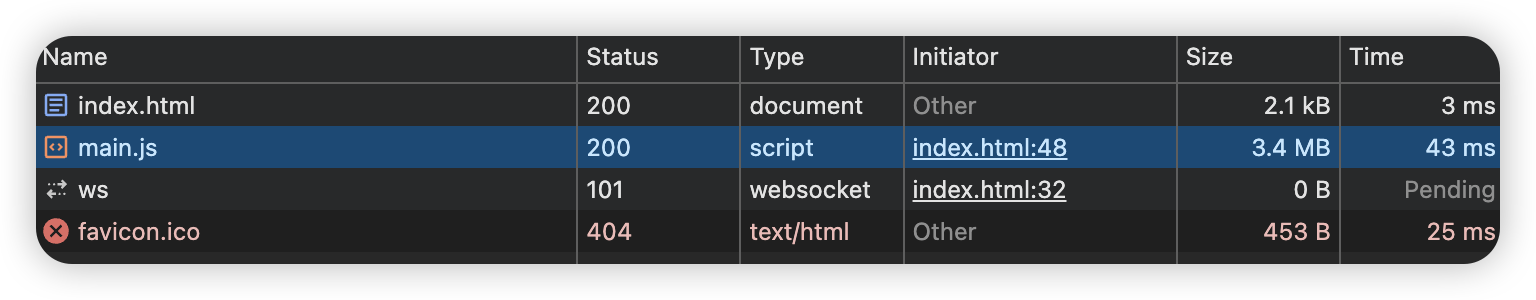 Name Status Type Initiator Size Time
index.html 200 document Other 2.1 kB 3 ms
main.js 200 script index.html:48 3.4 MB 43 ms
ws 101 websocket index.html:32 0 B Pending
favicon.ico 404 text/html Other 453 B 25 ms